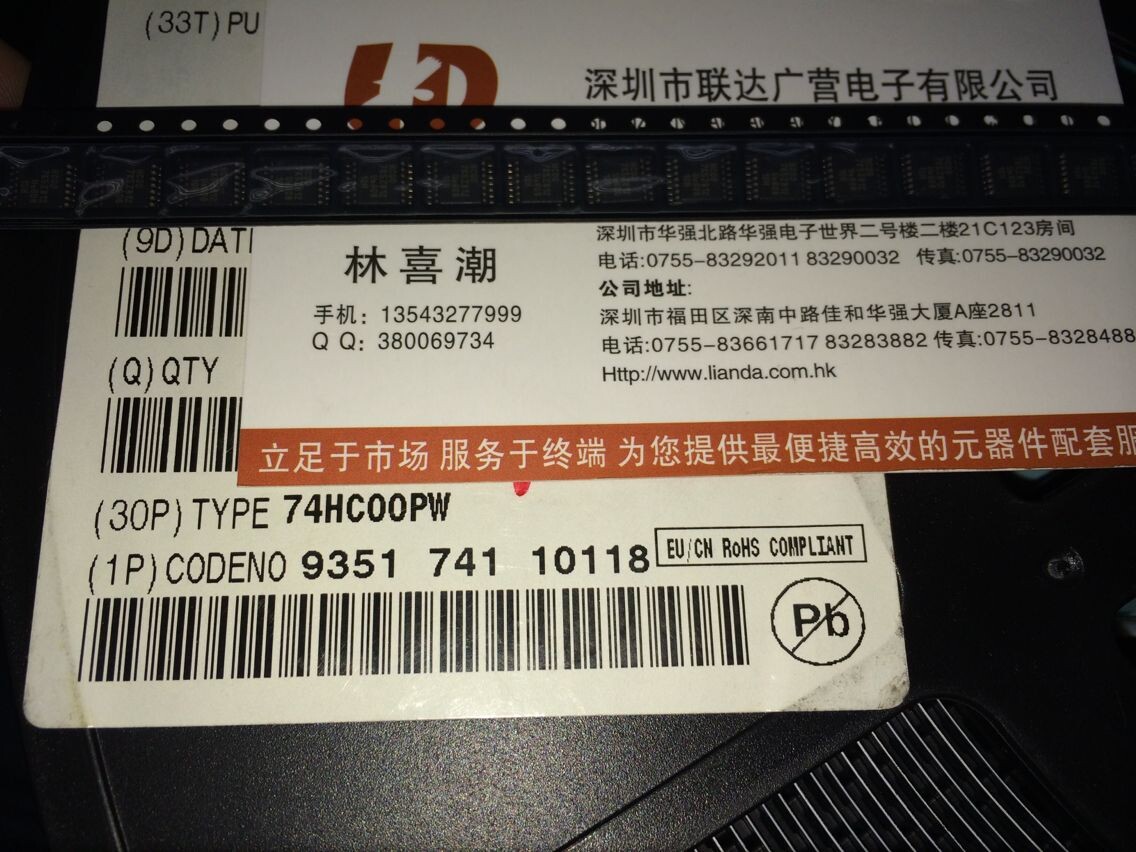 (33T) PU
深圳市联达广营电子有限公司
(9D) DATE
林喜潮
手机：13543277999
Q Q：380069734
深圳市华强北路华强电子世界二号楼二楼21C123房间
电话:0755-83292011 83290032 传真:0755-83290032
公司地址:
深圳市福田区深南中路佳和华强大厦A座2811
电话:0755-83661717 83283882 传真:0755-8328488
Http://www.lianda.com.hk
(Q) QTY
立足于市场 服务于终端 为您提供最便捷高效的元器件配套服
(30P) TYPE 74HC00PW
(1P) CODENO 9351 741 10118
EU/CN RoHS COMPLIANT
Pb